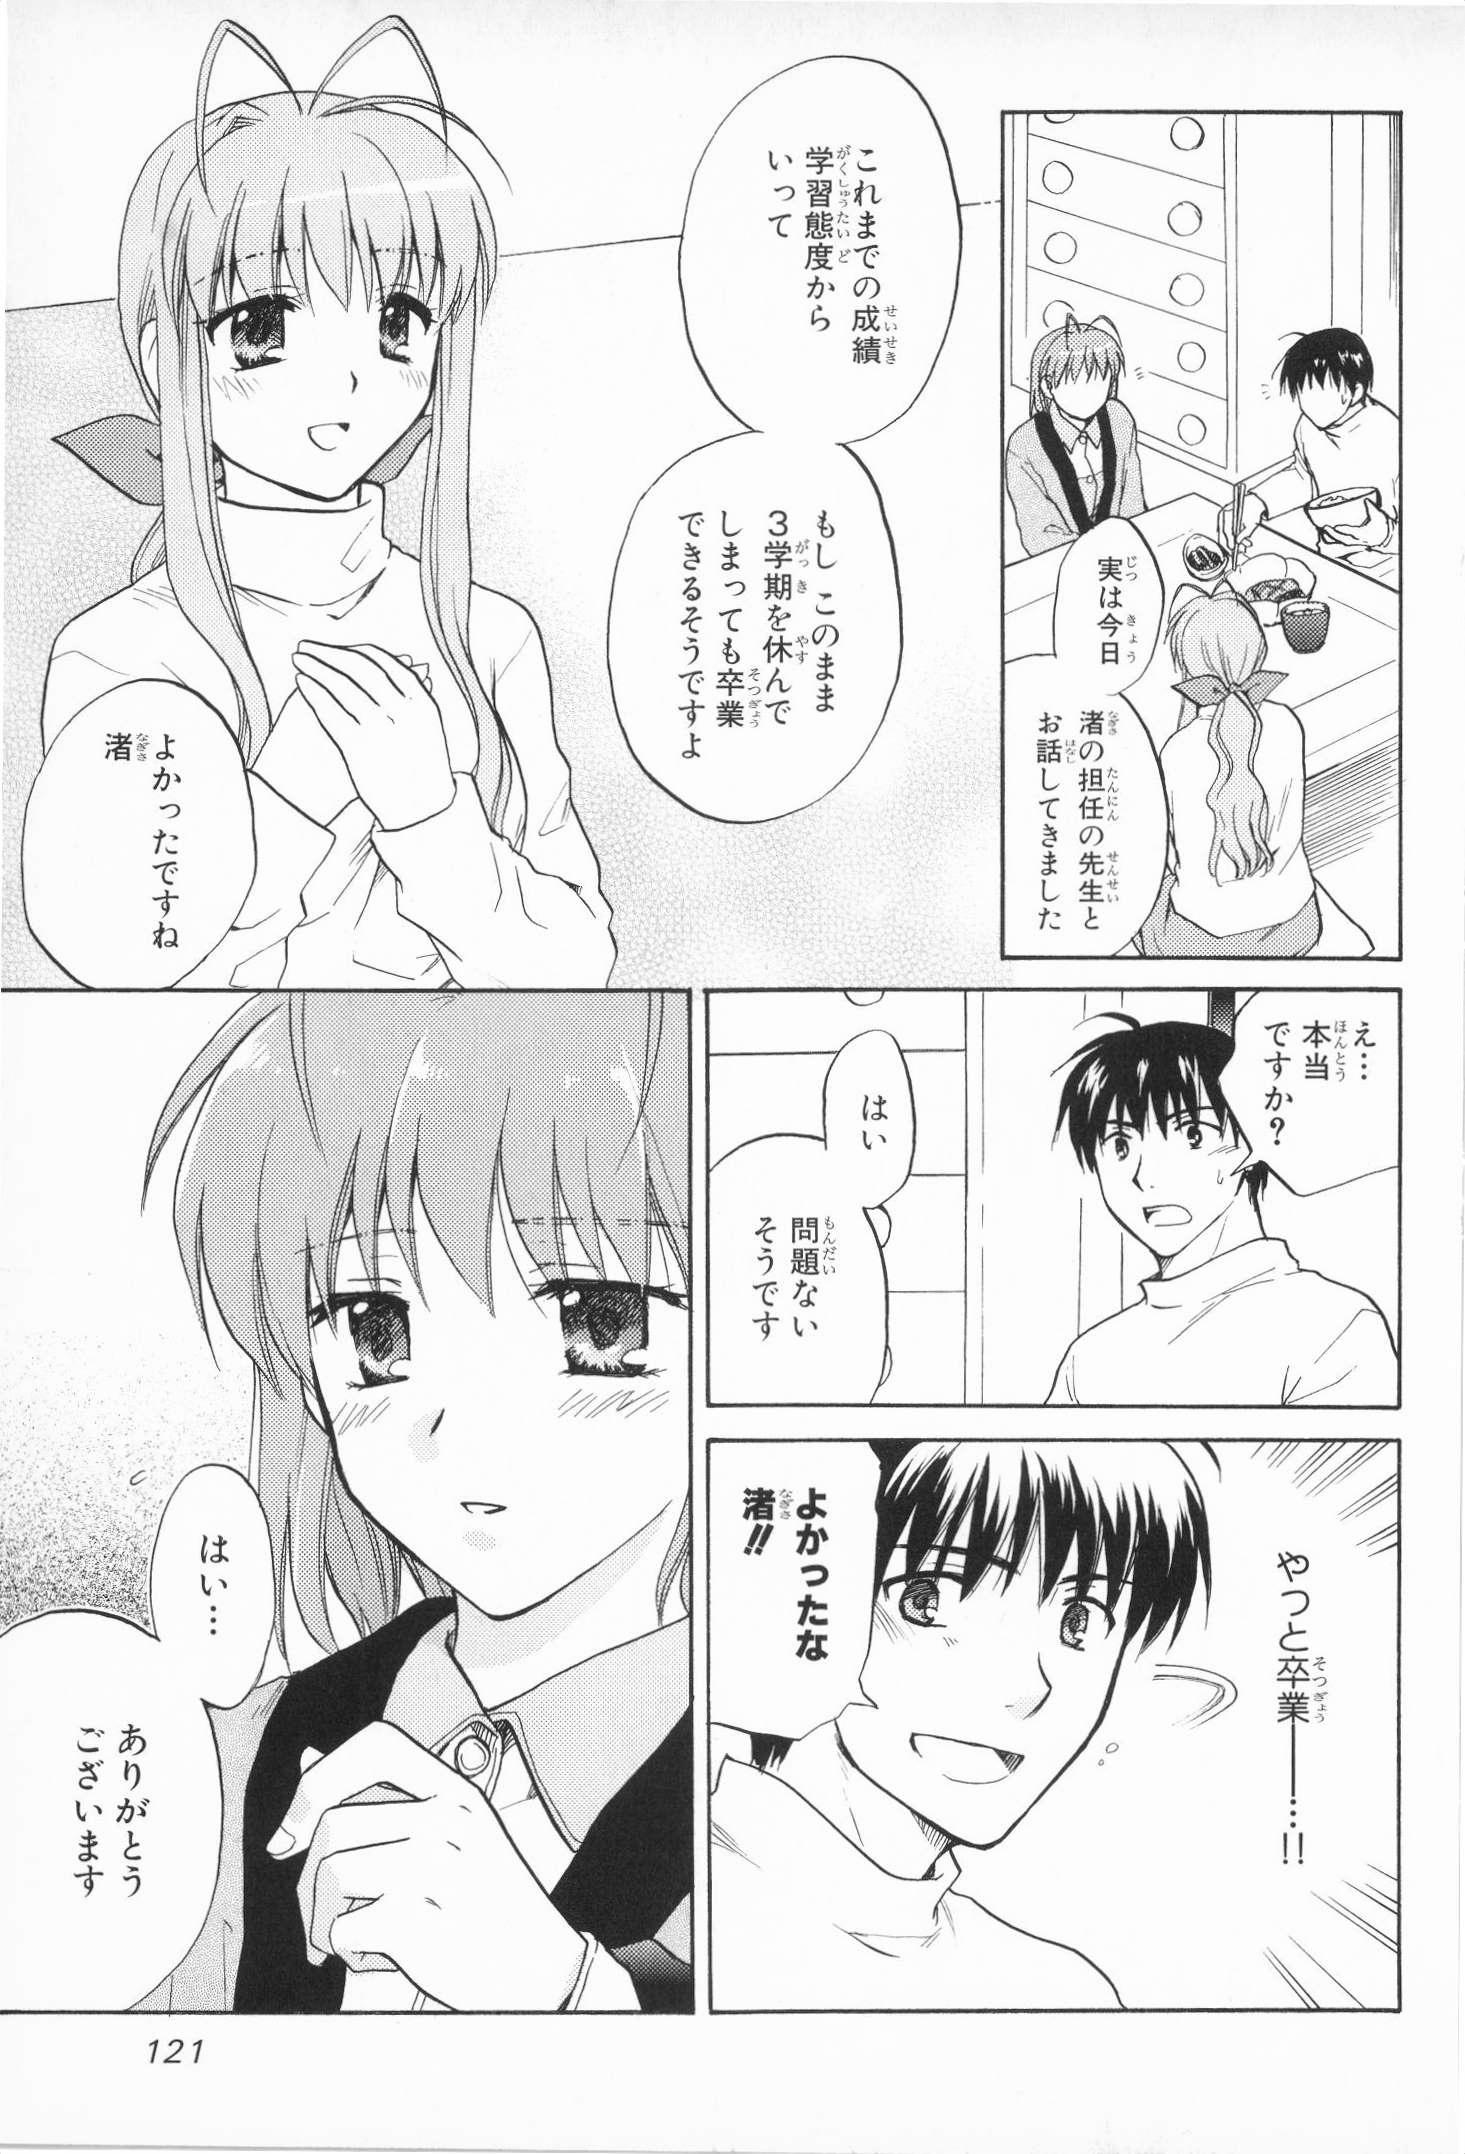 実は今日
渚の担任の先生と
お話してきました
これまでの成績
学習態度から
いって
もし このまま
3学期を休んで
しまっても卒業
できるそうですよ
よかったですね
渚
え…
本当
ですか?
はい
問題ない
そうです
やっと卒業――…!!
よかったな
渚!!
はい…
ありがとう
ございます
121